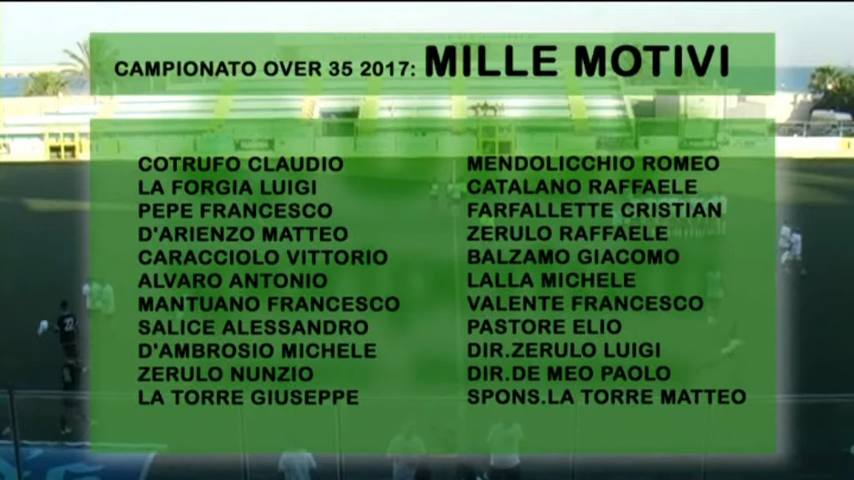 CAMPIONATO OVER 35 2017: MILLE MOTIVI
COTRUFO CLAUDIO
LA FORGIA LUIGI
PEPE FRANCESCO
D'ARIENZO MATTEO
CARACCIOLO VITTORIO
ALVARO ANTONIO
MANTUANO FRANCESCO
SALICE ALESSANDRO
D'AMBROSIO MICHELE
ZERULO NUNZIO
LA TORRE GIUSEPPE
MENDOLICCHIO ROMEO
CATALANO RAFFAELE
FARFALLETTE CRISTIAN
ZERULO RAFFAELE
BALZAMO GIACOMO
LALLA MICHELE
VALENTE FRANCESCO
PASTORE ELIO
DIR.ZERULO LUIGI
DIR.DE MEO PAOLO
SPONS.LA TORRE MATTEO
22